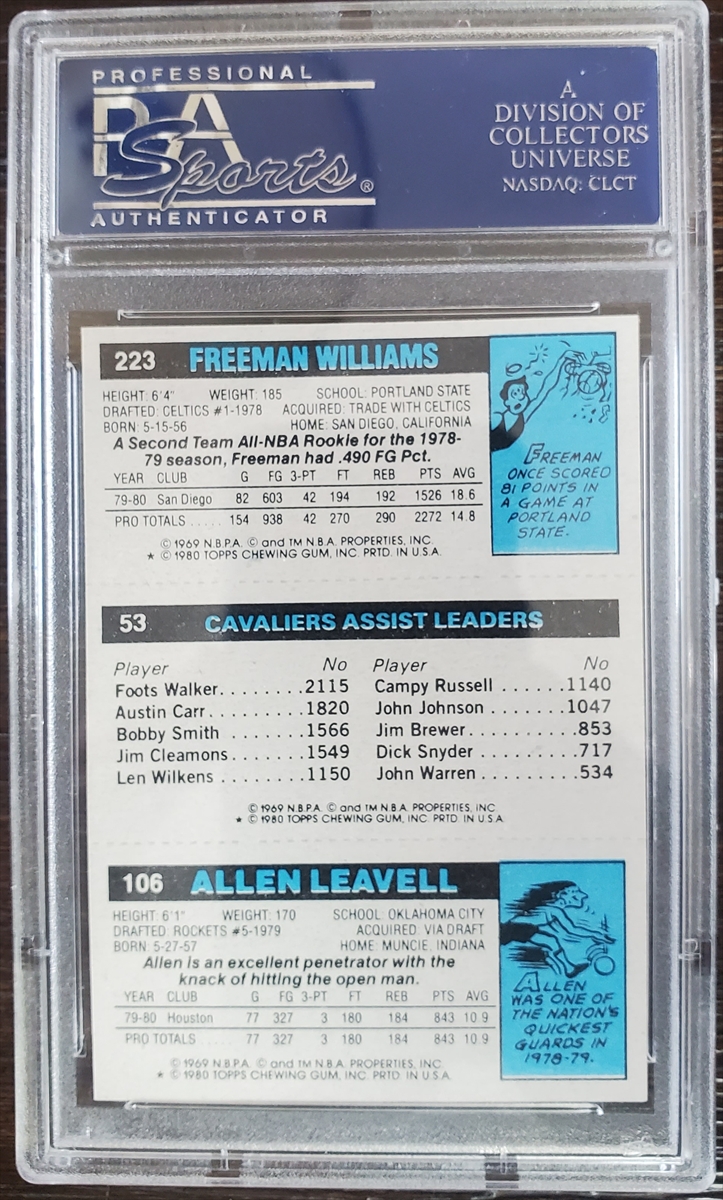 PROFESSIONAL
PSA
Sports®
AUTHENTICATOR
A
DIVISION OF
COLLECTORS
UNIVERSE
NASDAQ: CLCT
223 FREEMAN WILLIAMS
HEIGHT: 6'4" WEIGHT: 185 SCHOOL: PORTLAND STATE
DRAFTED: CELTICS #1-1978 ACQUIRED: TRADE WITH CELTICS
BORN: 5-15-56 HOME: SAN DIEGO, CALIFORNIA
A Second Team All-NBA Rookie for the 1978-
79 season, Freeman had .490 FG Pct.
YEAR CLUB G FG 3-PT FT REB PTS AVG
79-80 San Diego 82 603 42 194 192 1526 18.6
PRO TOTALS ..... 154 938 42 270 290 2272 14.8
© 1969 N.B.P.A. © and TM N.B.A. PROPERTIES, INC.
★ © 1980 TOPPS CHEWING GUM, INC. PRTD. IN U.S.A.
FREEMAN
ONCE SCORED
81 POINTS IN
A GAME AT
PORTLAND
STATE.
53 CAVALIERS ASSIST LEADERS
Player No Player No
Foots Walker........2115 Campy Russell ......1140
Austin Carr.........1820 John Johnson .......1047
Bobby Smith ........1566 Jim Brewer..........853
Jim Cleamons........1549 Dick Snyder .........717
Len Wilkens ........1150 John Warren.........534
© 1969 N.B.P.A. © and TM N.B.A. PROPERTIES, INC.
★ © 1980 TOPPS CHEWING GUM, INC. PRTD. IN U.S.A.
106 ALLEN LEAVELL
HEIGHT: 6'1" WEIGHT: 170 SCHOOL: OKLAHOMA CITY
DRAFTED: ROCKETS #5-1979 ACQUIRED: VIA DRAFT
BORN: 5-27-57 HOME: MUNCIE, INDIANA
Allen is an excellent penetrator with the
knack of hitting the open man.
YEAR CLUB G FG 3-PT FT REB PTS AVG
79-80 Houston 77 327 3 180 184 843 10.9
PRO TOTALS ..... 77 327 3 180 184 843 10.9
© 1969 N.B.P.A. © and TM N.B.A. PROPERTIES, INC.
★ © 1980 TOPPS CHEWING GUM, INC. PRTD. IN U.S.A.
ALLEN
WAS ONE OF
THE NATION'S
QUICKEST
GUARDS IN
1978-79.